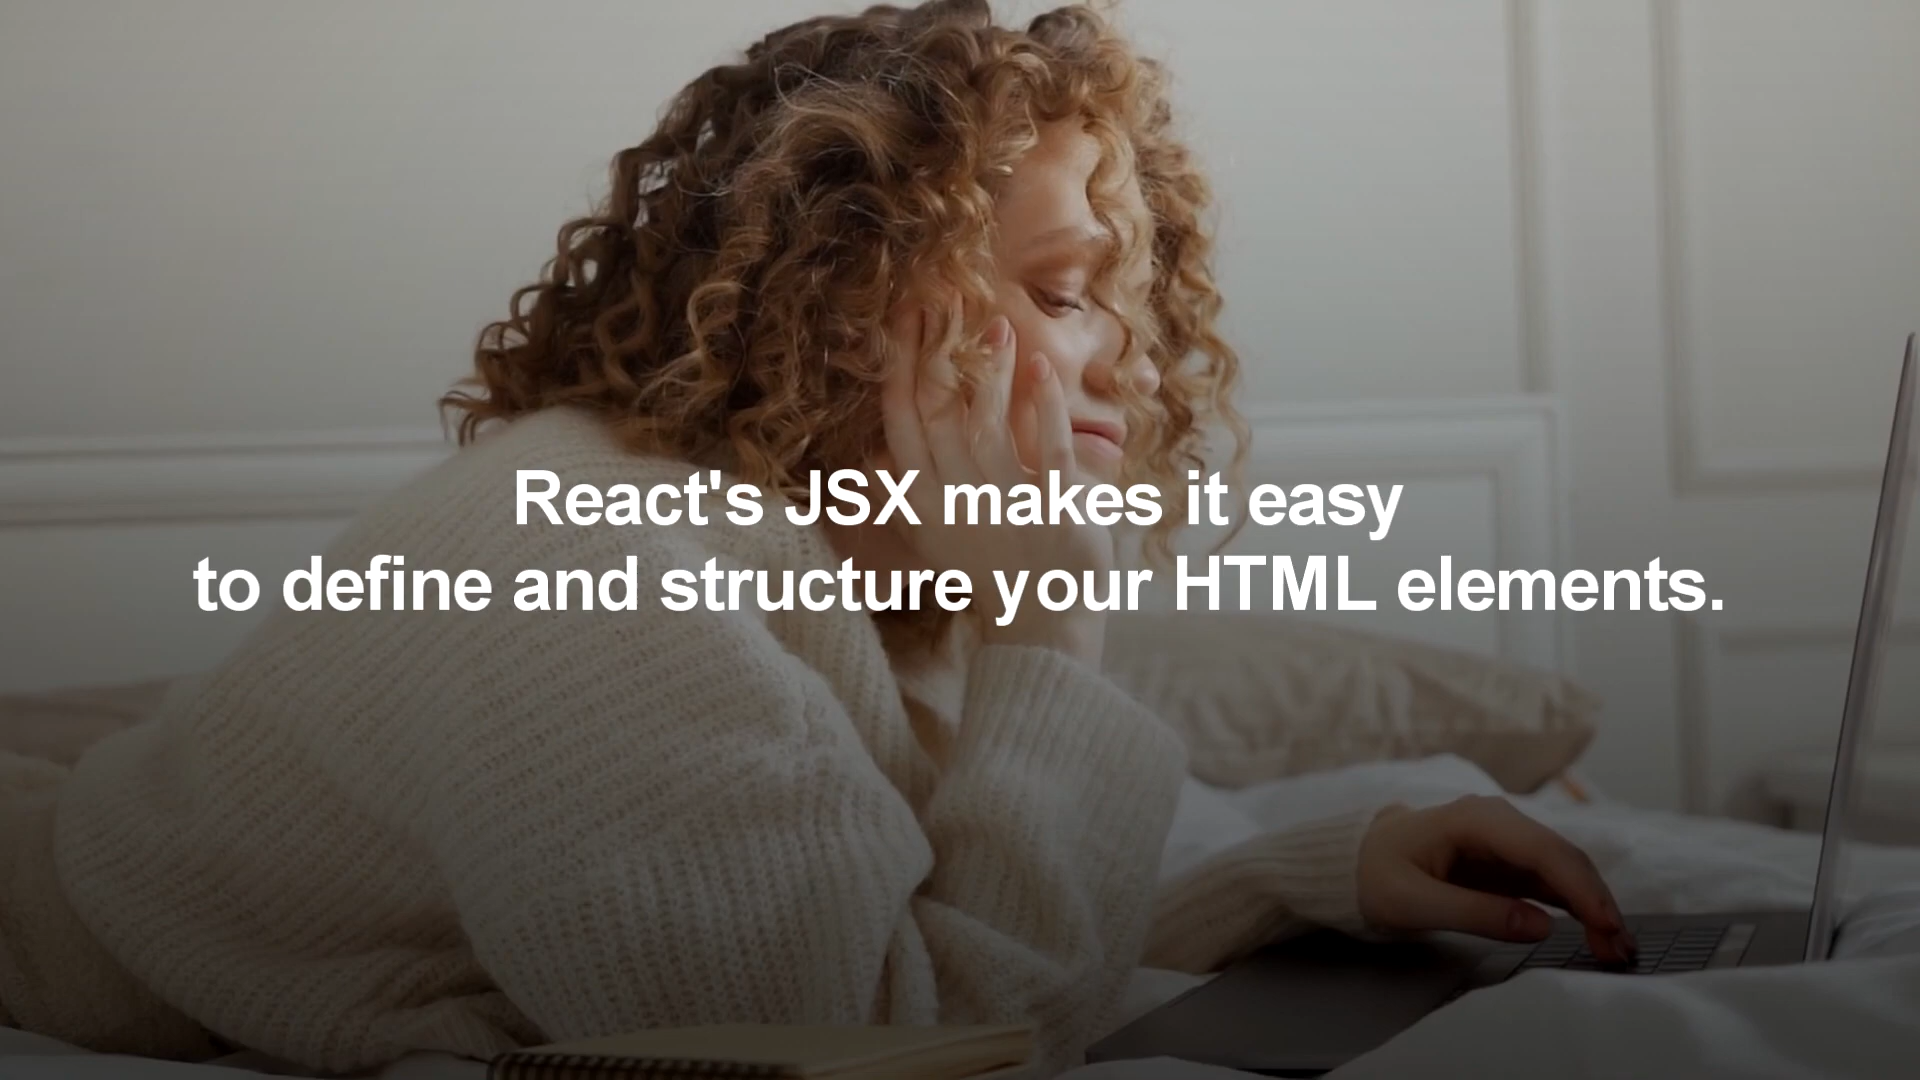 React's JSX makes it easy
to define and structure your HTML elements.